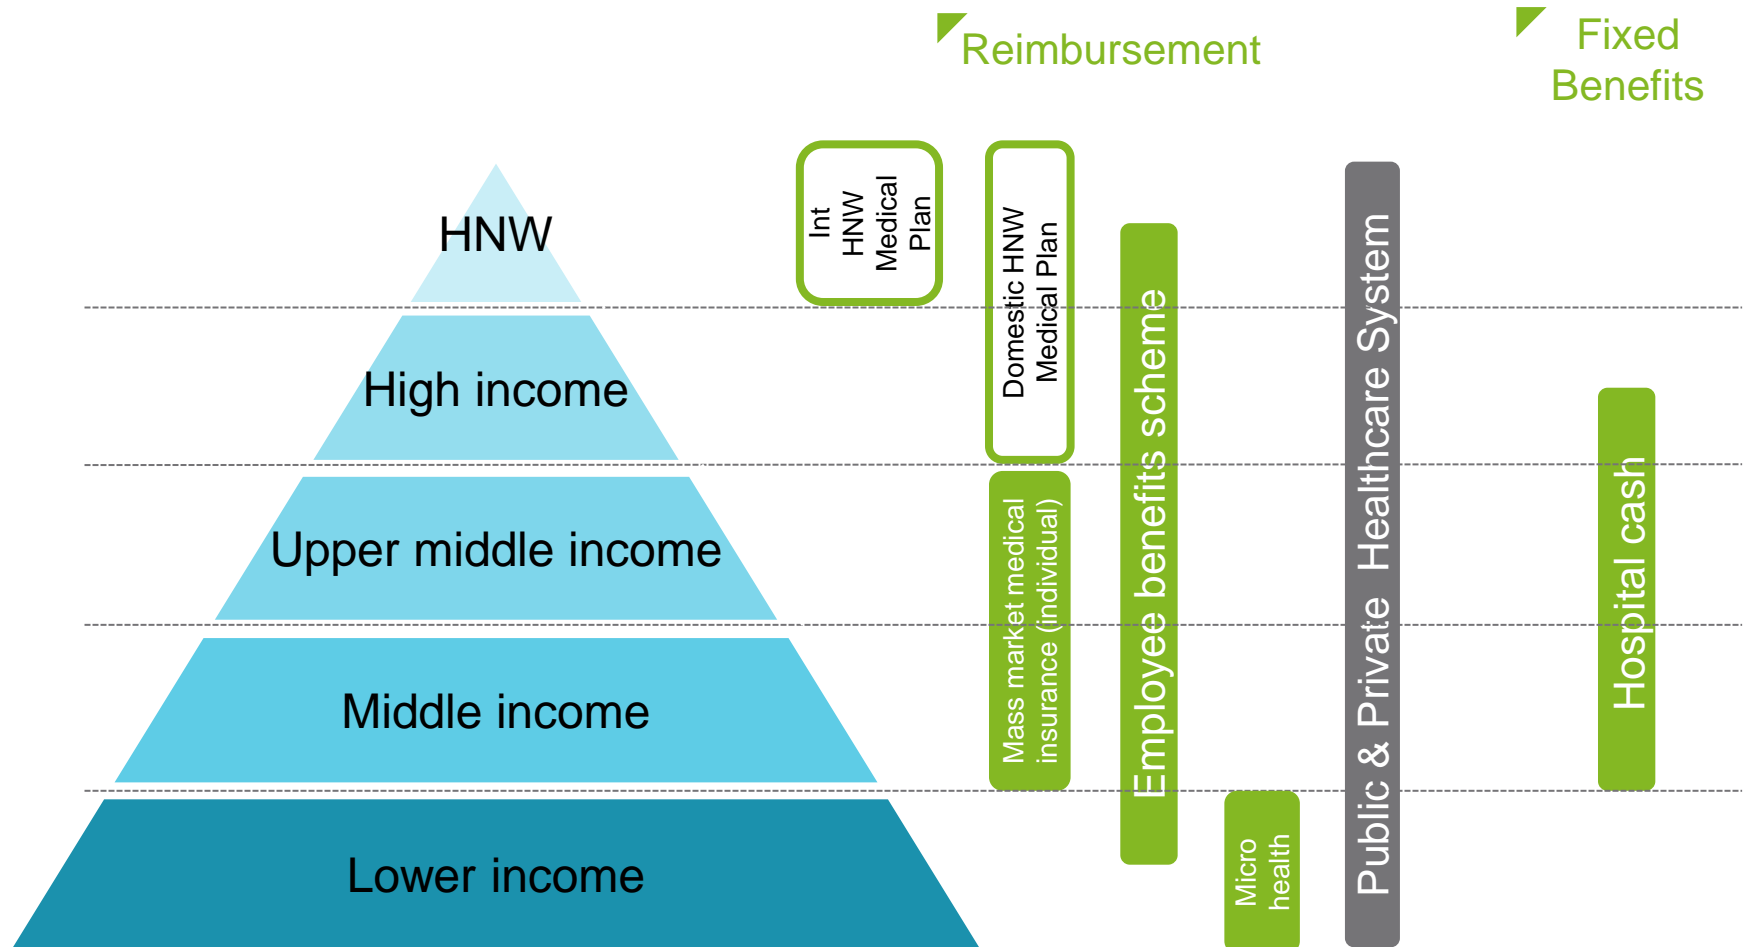 Reimbursement
Fixed
Benefits
HNW
High income
Upper middle income
Middle income
Lower income
Int
HNW
Medical
Plan
Domestic HNW
Medical Plan
Mass market medical
insurance (individual)
Employee benefits scheme
Micro
health
Public & Private Healthcare System
Hospital cash